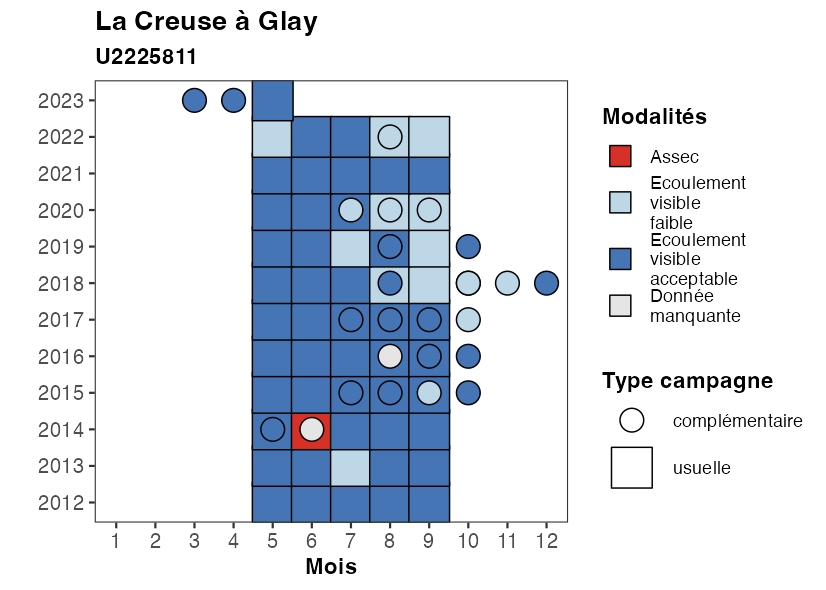 La Creuse à Glay
U2225811
2023
2022
2021
2020
2019
2018
2017
2016
2015
2014
2013
2012
1 2 3 4 5 6 7 8 9 10 11 12
Mois
Modalités
Assec
Ecoulement
visible
faible
Ecoulement
visible
acceptable
Donnée
manquante
Type campagne
complémentaire
usuelle